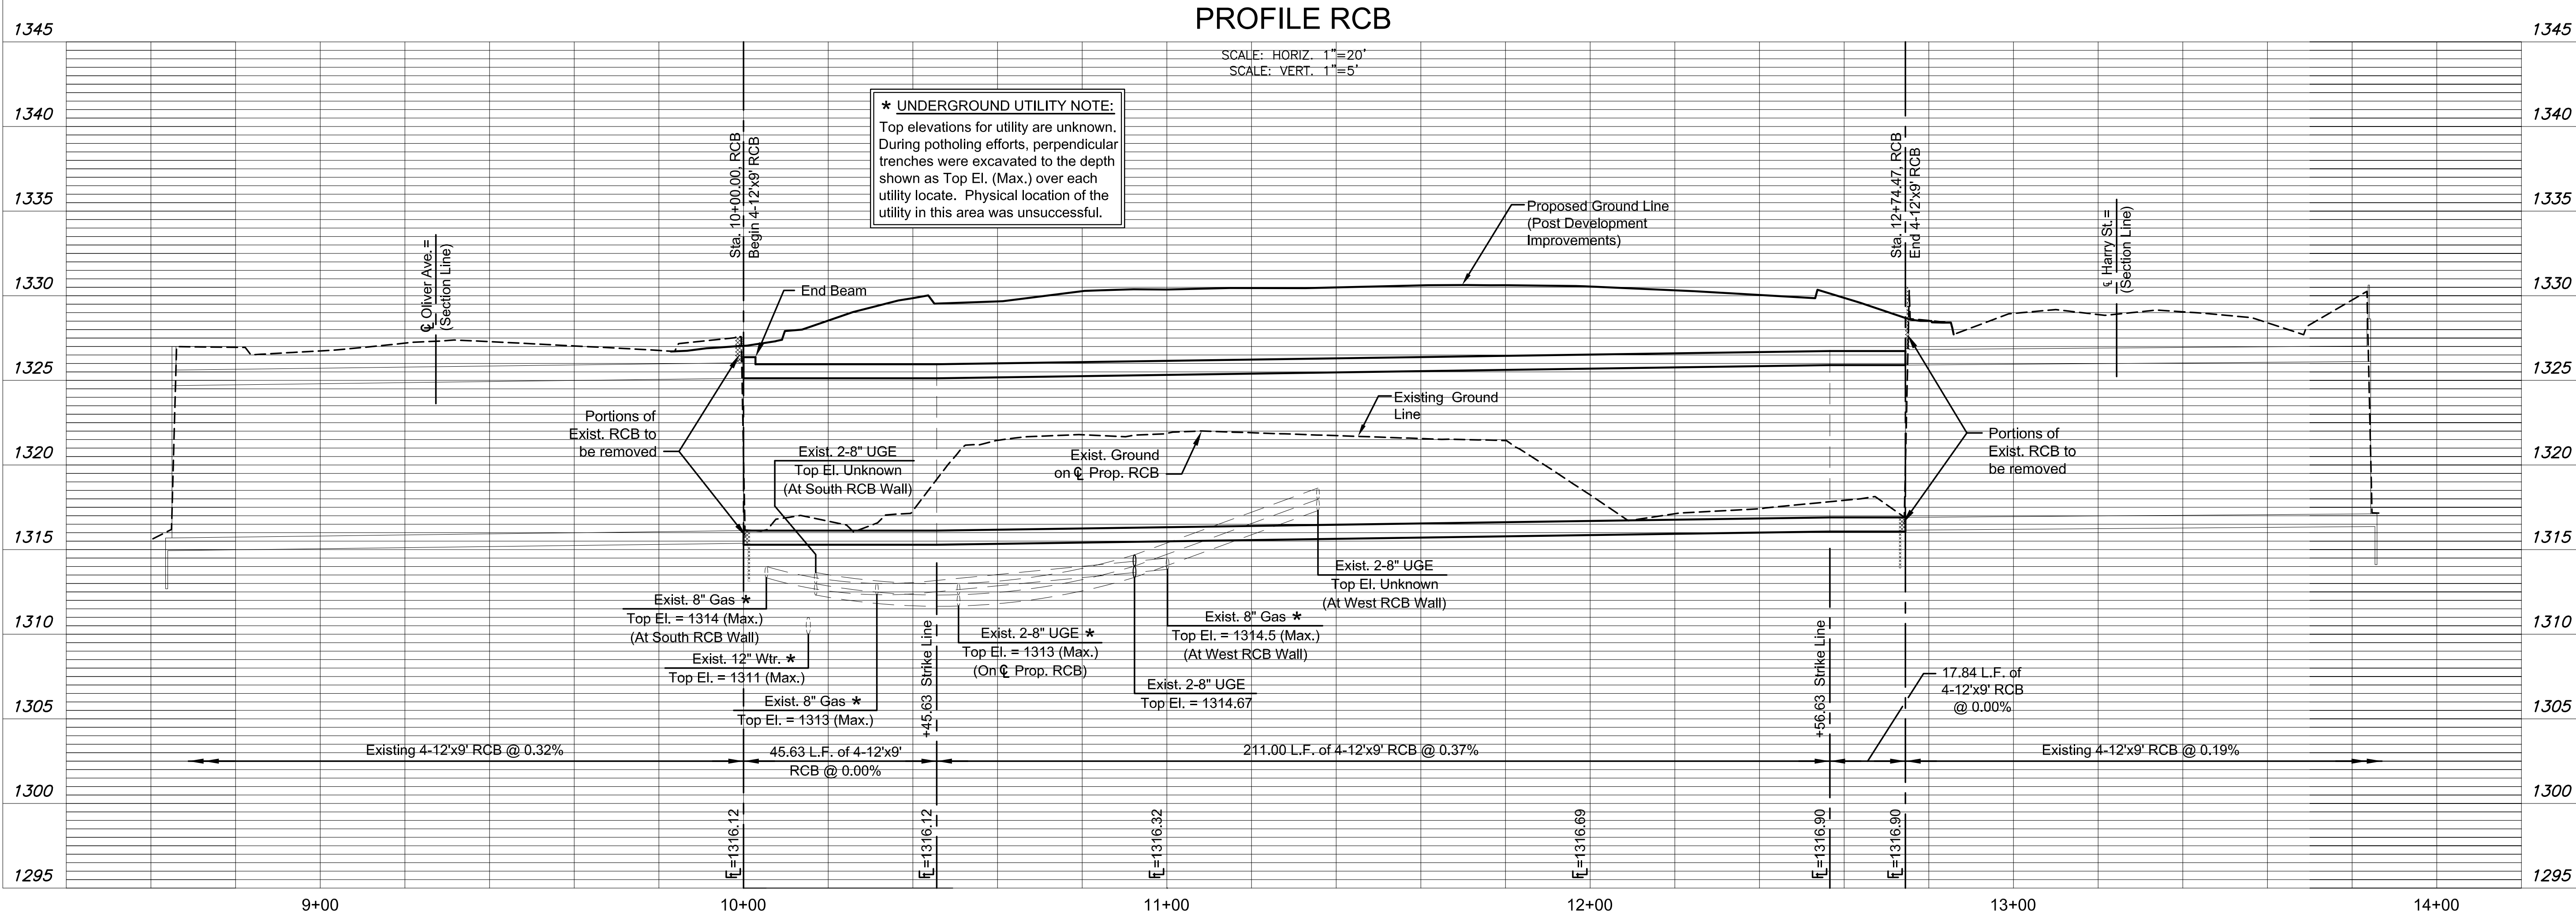 PROFILE RCB
SCALE: HORIZ. 1"=20'
SCALE: VERT. 1"=5'
1345
1345
1340
1340
1335
1335
1330
1330
1325
1325
1320
1320
1315
1315
1310
1310
1305
1305
1300
1300
1295
1295
* UNDERGROUND UTILITY NOTE:
Top elevations for utility are unknown.
During potholing efforts, perpendicular
trenches were excavated to the depth
shown as Top El. (Max.) over each
utility locate. Physical location of the
utility in this area was unsuccessful.
℄ Oliver Ave.=
(Section Line)
Sta. 10+00.00, RCB
Begin 4-12'x9' RCB
End Beam
Proposed Ground Line
(Post Development
Improvements)
Sta. 12+74.47, RCB
End 4-12'x9' RCB
℄ Harry St.=
(Section Line)
Portions of
Exist. RCB to
be removed
Exist. 2-8" UGE
Top El. Unknown
(At South RCB Wall)
Existing Ground
Line
Exist. Ground
on ℄ Prop. RCB
Portions of
Exist. RCB to
be removed
Exist. 8" Gas *
Top El. = 1314 (Max.)
(At South RCB Wall)
Exist. 12" Wtr. *
Top El. = 1311 (Max.)
Exist. 8" Gas *
Top El. = 1313 (Max.)
+45.63 Strike Line
Exist. 2-8" UGE *
Top El. = 1313 (Max.)
(On ℄ Prop. RCB)
Exist. 2-8" UGE
Top El. = 1314.67
Exist. 8" Gas *
Top El. = 1314.5 (Max.)
(At West RCB Wall)
Exist. 2-8" UGE
Top El. Unknown
(At West RCB Wall)
+56.63 Strike Line
17.84 L.F. of
4-12'x9' RCB
@ 0.00%
Existing 4-12'x9' RCB @ 0.32%
45.63 L.F. of 4-12'x9'
RCB @ 0.00%
211.00 L.F. of 4-12'x9' RCB @ 0.37%
Existing 4-12'x9' RCB @ 0.19%
FL=1316.12
FL=1316.12
FL=1316.32
FL=1316.69
FL=1316.90
FL=1316.90
9+00
10+00
11+00
12+00
13+00
14+00